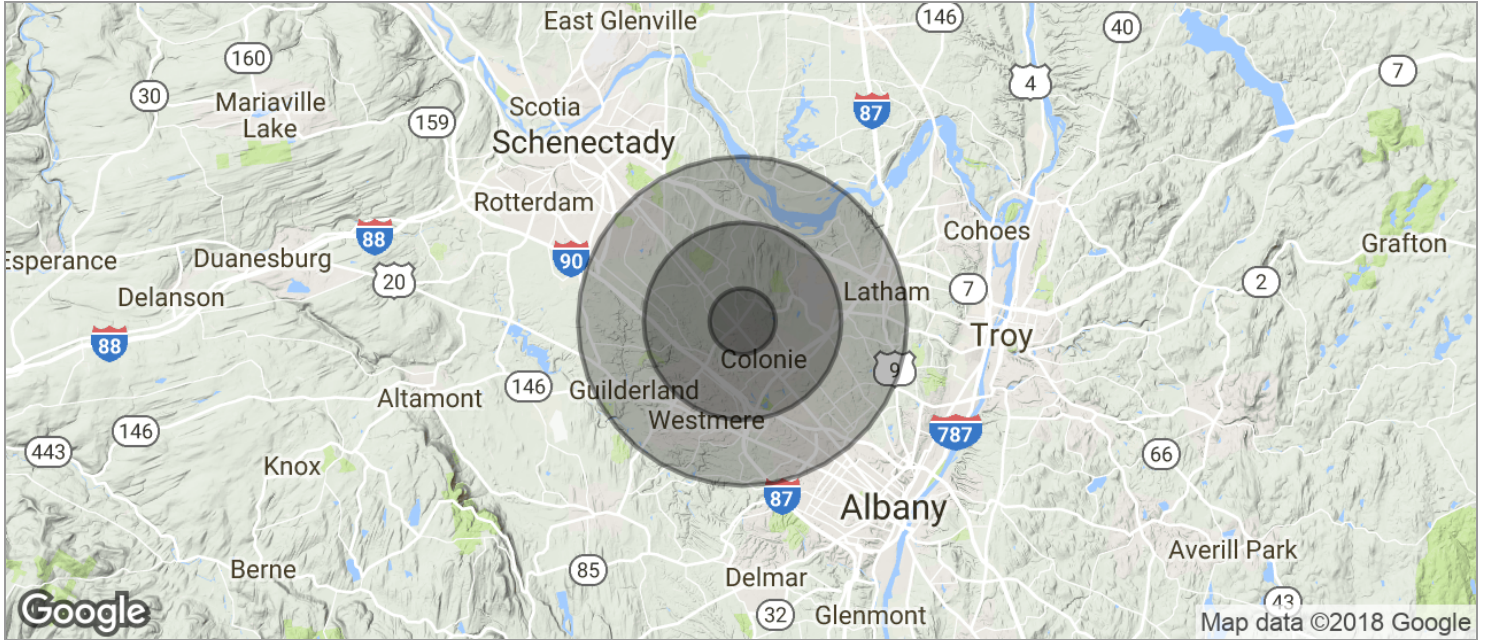 East Glenville
146
40
160
7
4
30
Mariaville
Lake
Scotia
87
159
Schenectady
Rotterdam
Cohoes
88
Grafton
Esperance
Duanesburg
90
20
2
Delanson
Latham
7
88
Troy
Colonie
9
146
Guilderland
Altamont
Westmere
146
787
443
66
Knox
87
Albany
Averill Park
85
Berne
Delmar
43
Google
32
Glenmont
Map data ©2018 Google